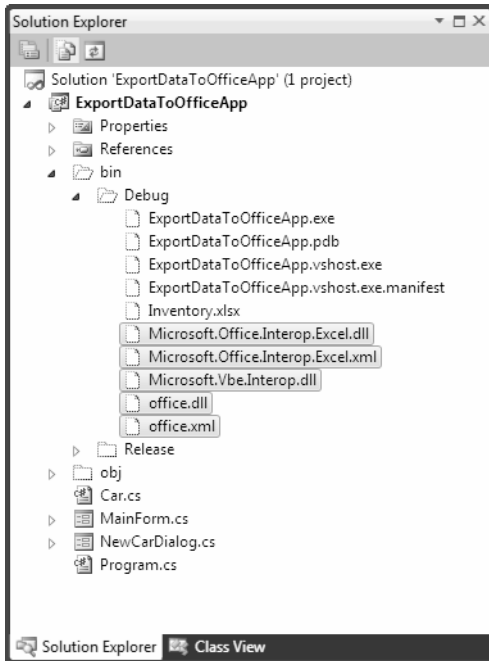 Solution Explorer
Solution 'ExportDataToOfficeApp' (1 project)
ExportDataToOfficeApp
Properties
References
bin
Debug
ExportDataToOfficeApp.exe
ExportDataToOfficeApp.pdb
ExportDataToOfficeApp.vshost.exe
ExportDataToOfficeApp.vshost.exe.manifest
Inventory.xlsx
Microsoft.Office.Interop.Excel.dll
Microsoft.Office.Interop.Excel.xml
Microsoft.Vbe.Interop.dll
office.dll
office.xml
Release
obj
Car.cs
MainForm.cs
NewCarDialog.cs
Program.cs
Solution Explorer Class View